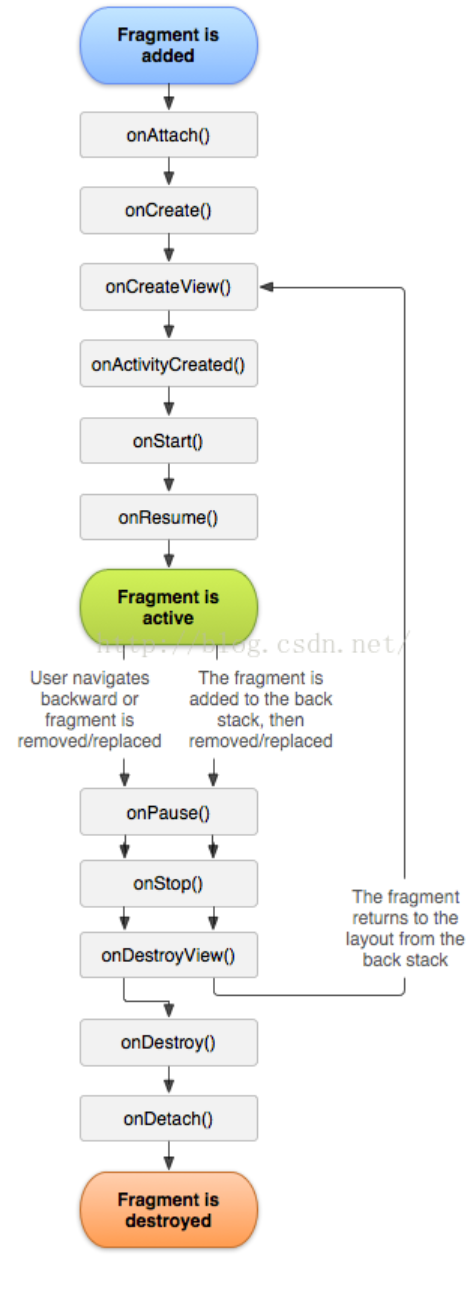 Fragment is
added
onAttach()
onCreate()
onCreateView()
onActivityCreated()
onStart()
onResume()
Fragment is
active
http://blog.csdn.net/
User navigates
backward or
fragment is
removed/replaced
The fragment is
added to the back
stack, then
removed/replaced
onPause()
onStop()
The fragment
returns to the
layout from the
back stack
onDestroyView()
onDestroy()
onDetach()
Fragment is
destroyed